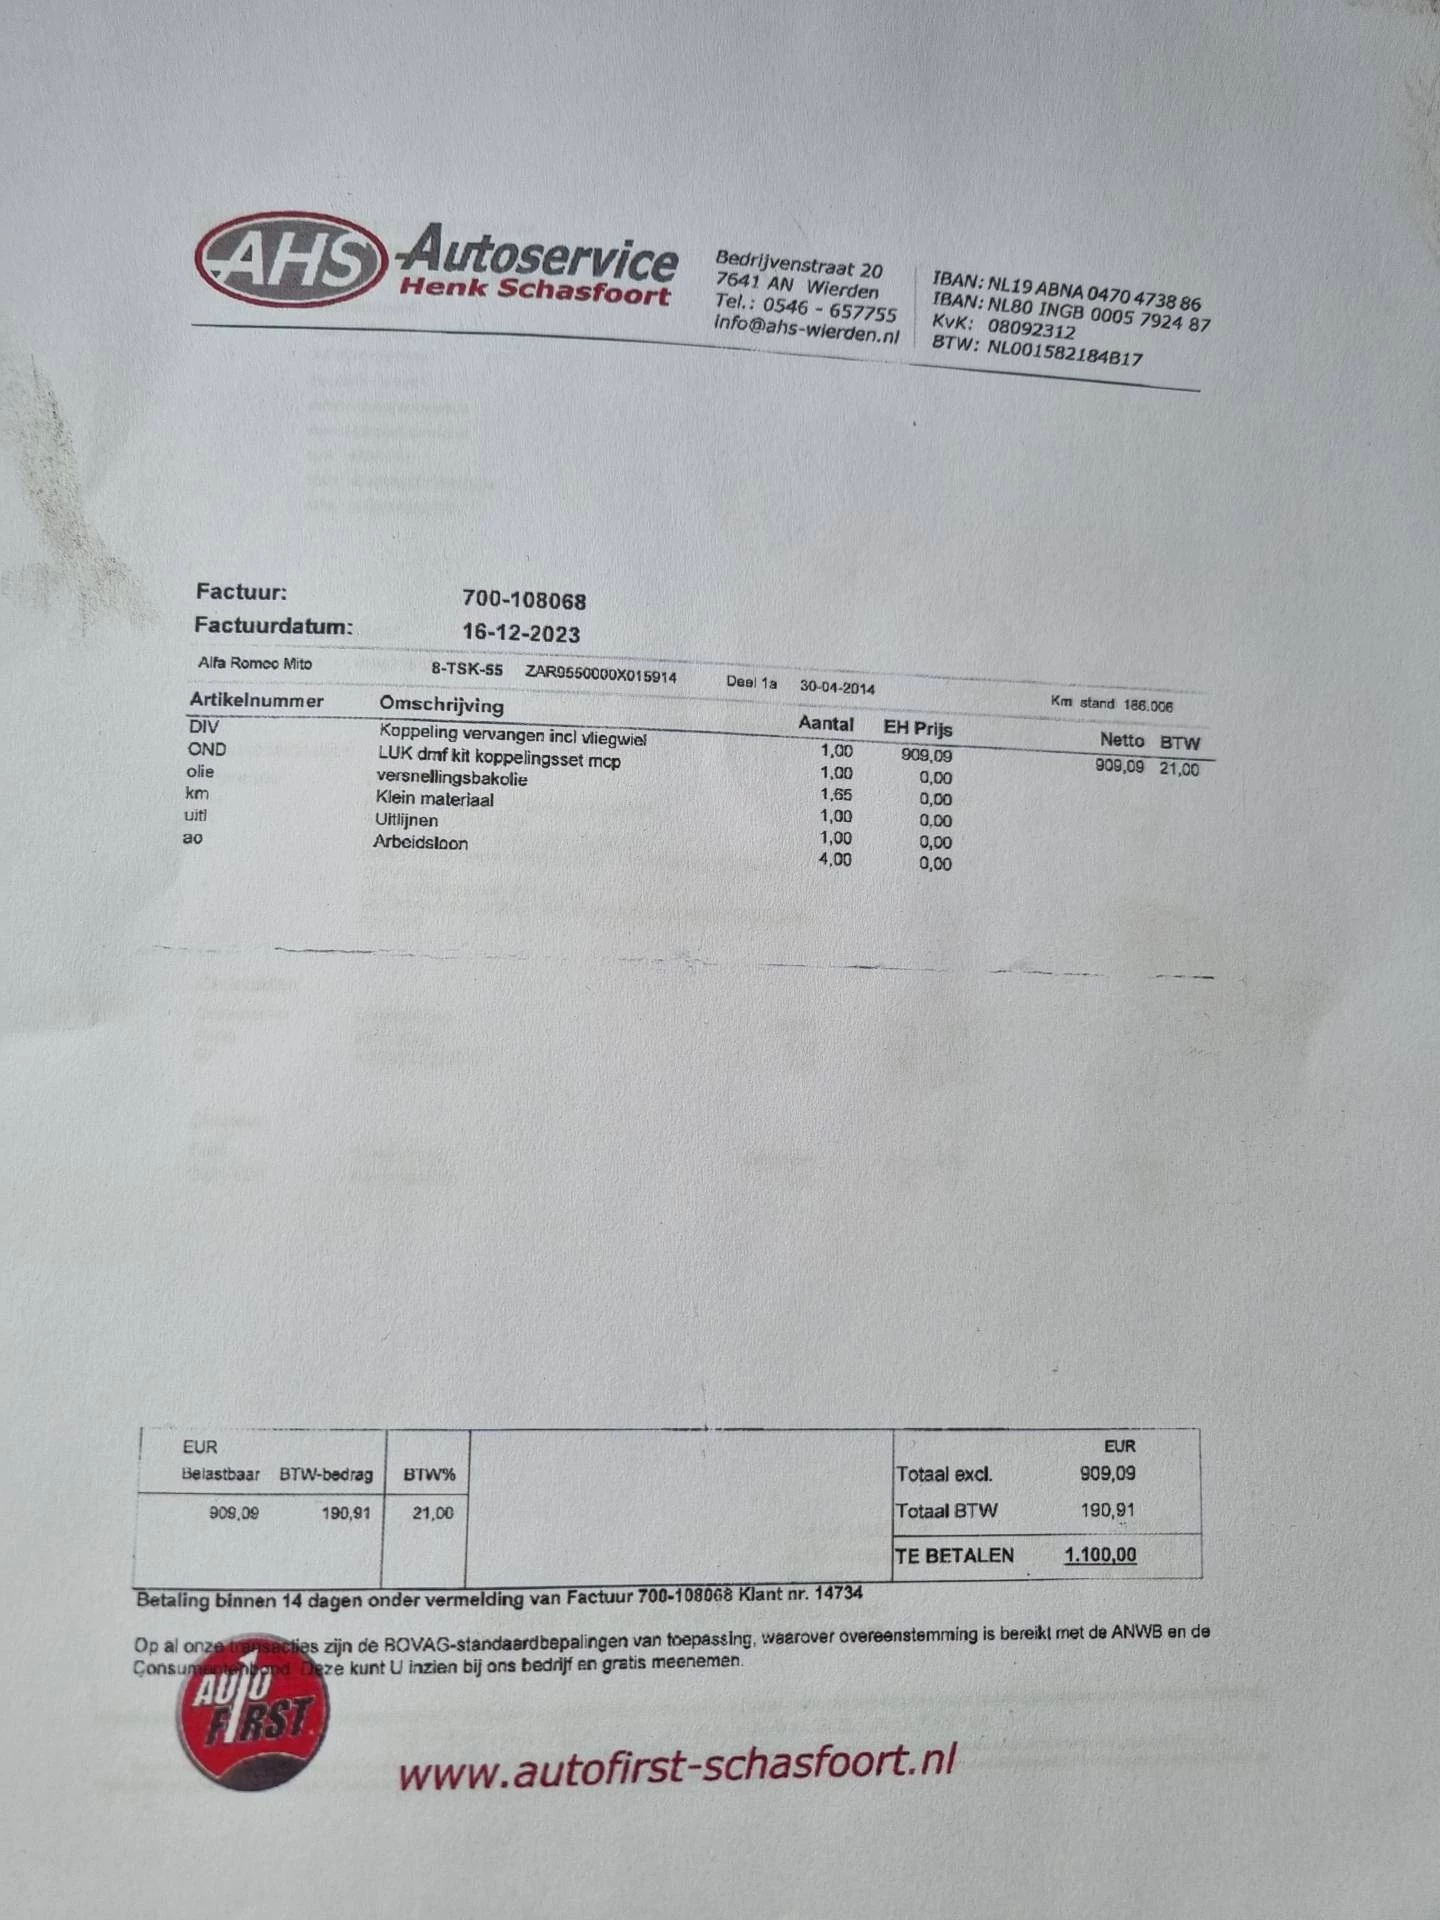 AHS Autoservice
Henk Schasfoort
Bedrijvenstraat 20
7641 AN Wierden
Tel.: 0546 - 657755
info@ahs-wierden.nl
IBAN: NL19 ABNA 0470 4738 86
IBAN: NL80 INGB 0005 7924 87
KvK: 08092312
BTW: NL001582184B17
Factuur: 700-108068
Factuurdatum: 16-12-2023
Alfa Romeo Mito 8-TSK-55 ZAR9550000X015914 Deel 1a 30-04-2014 Km stand 186.006
Artikelnummer Omschrijving Aantal EH Prijs Netto BTW
DIV Koppeling vervangen incl vliegwiel 1,00 909,09 909,09 21,00
OND LUK dmf kit koppelingsset mcp 1,00 0,00
olie versnellingsbakolie 1,65 0,00
km Klein materiaal 1,00 0,00
uitl Uitlijnen 1,00 0,00
ao Arbeidsloon 4,00 0,00
EUR
Belastbaar BTW-bedrag BTW%
909,09 190,91 21,00
EUR
Totaal excl. 909,09
Totaal BTW 190,91
TE BETALEN 1.100,00
Betaling binnen 14 dagen onder vermelding van Factuur 700-108068 Klant nr. 14734
Op al onze transacties zijn de BOVAG-standaardbepalingen van toepassing, waarover overeenstemming is bereikt met de ANWB en de
Consumentenbond. Deze kunt U inzien bij ons bedrijf en gratis meenemen.
AUTO
FIRST
www.autofirst-schasfoort.nl